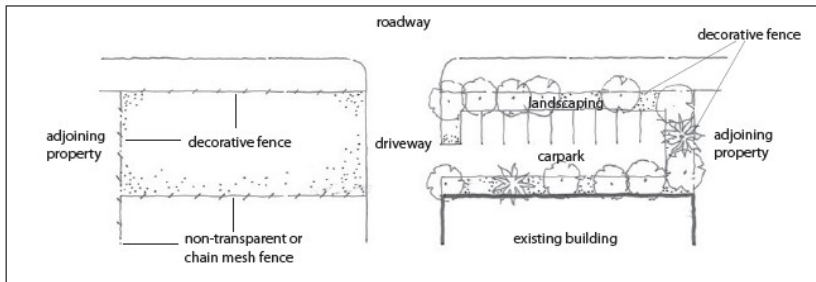 roadway
decorative fence
landscaping
adjoining
property
decorative fence
driveway
adjoining
property
carpark
non-transparent or
chain mesh fence
existing building